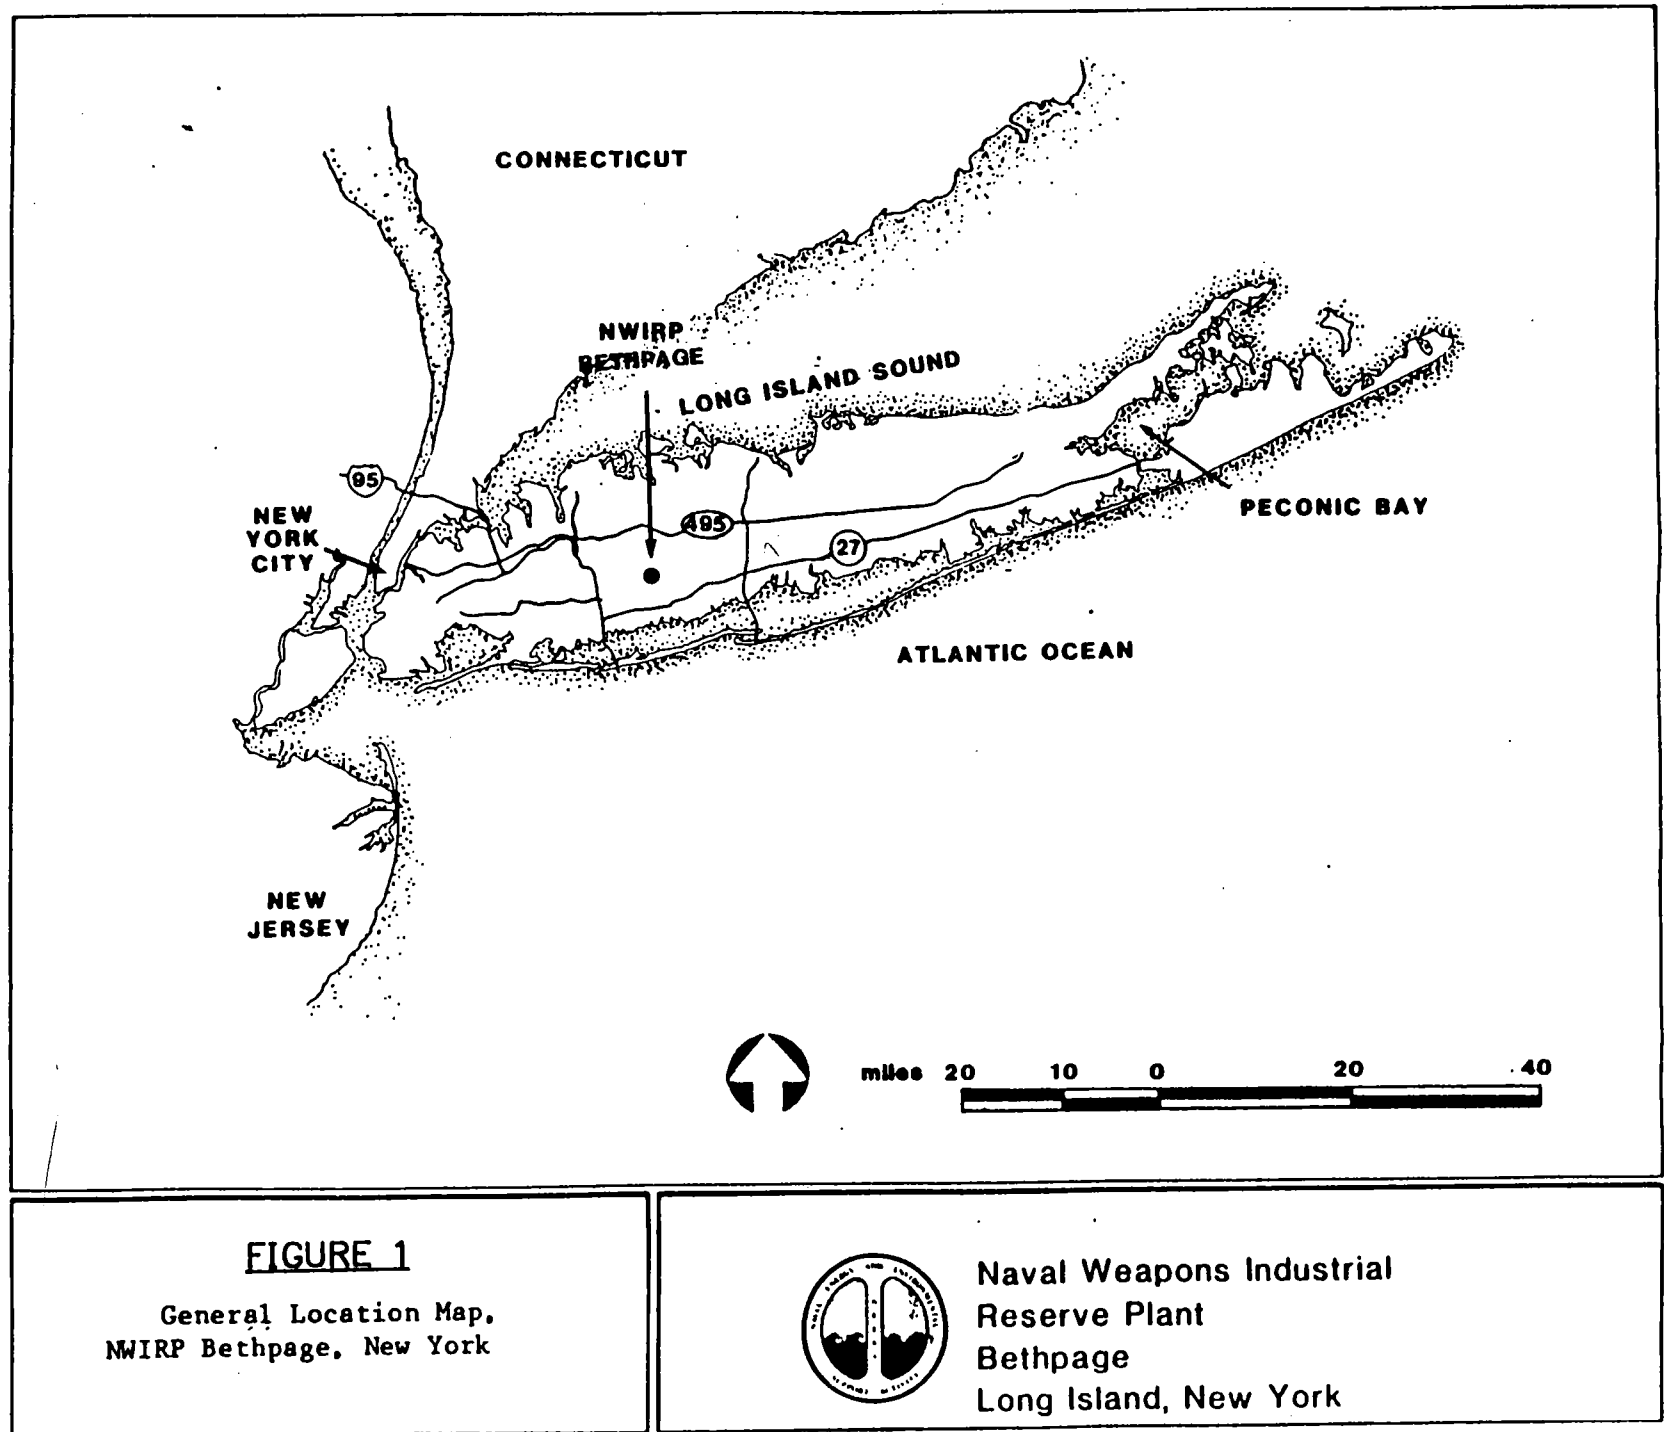 CONNECTICUT
NWIRP
BETHPAGE
LONG ISLAND SOUND
95
NEW
YORK
CITY
495
27
PECONIC BAY
ATLANTIC OCEAN
NEW
JERSEY
miles 20 10 0 20 40
FIGURE 1
General Location Map,
NWIRP Bethpage, New York
Naval Weapons Industrial
Reserve Plant
Bethpage
Long Island, New York